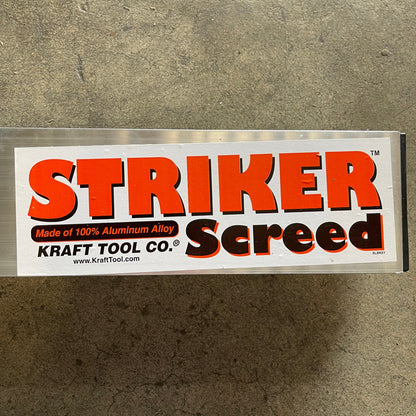 STRIKER™
Screed
Made of 100% Aluminum Alloy
KRAFT TOOL CO.®
www.KraftTool.com